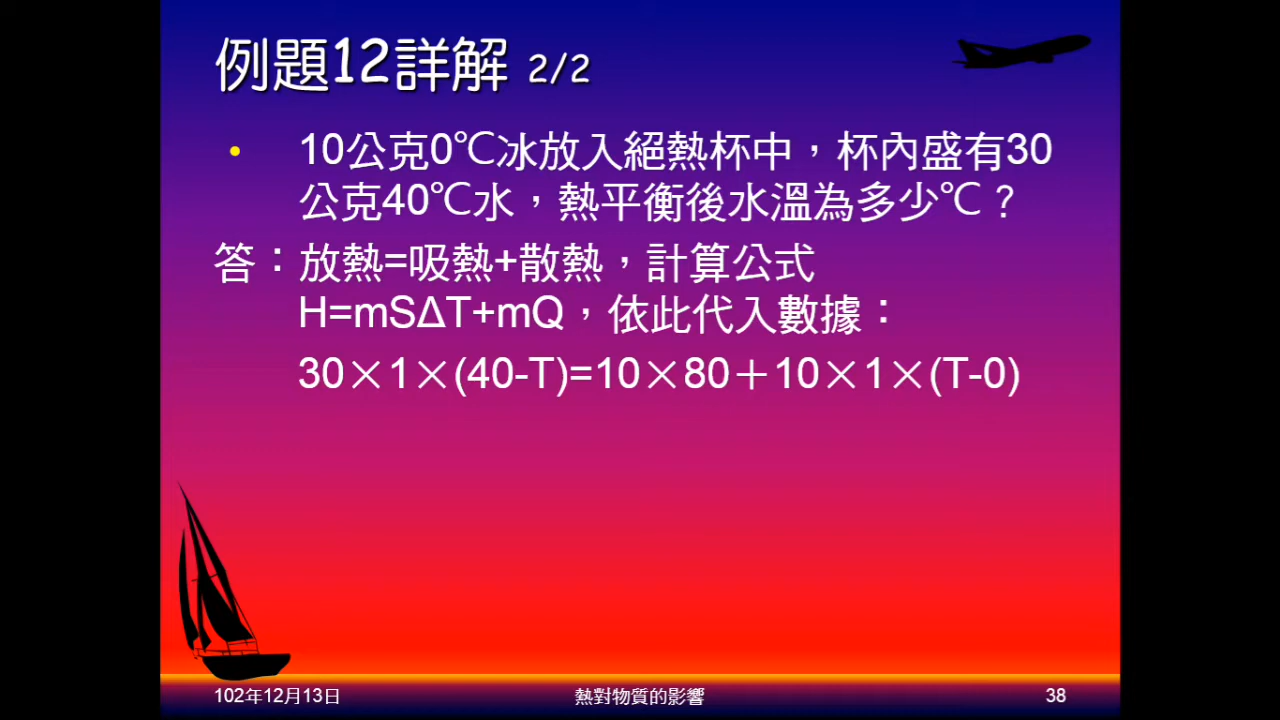 例題12詳解 2/2
• 10公克0℃冰放入絕熱杯中，杯內盛有30
公克40℃水，熱平衡後水溫為多少℃？
答：放熱=吸熱+散熱，計算公式
H=mSΔT+mQ，依此代入數據：
30×1×(40-T)=10×80＋10×1×(T-0)
102年12月13日
熱對物質的影響
38